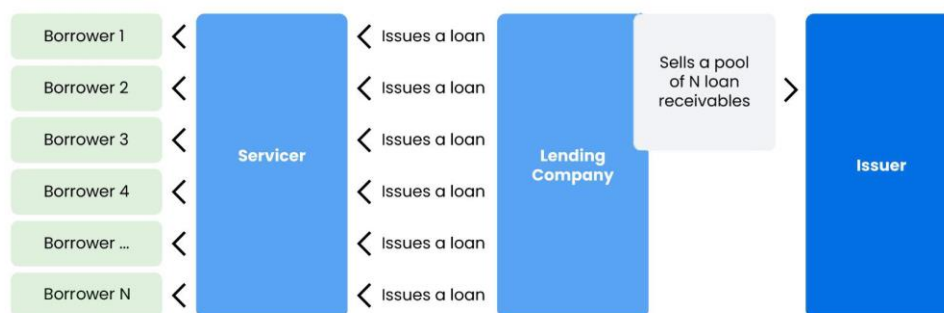 Borrower 1
Issues a loan
Borrower 2
Issues a loan
Borrower 3
Issues a loan
Borrower 4
Issues a loan
Borrower ...
Issues a loan
Borrower N
Issues a loan
Servicer
Lending
Company
Sells a pool
of N loan
receivables
Issuer